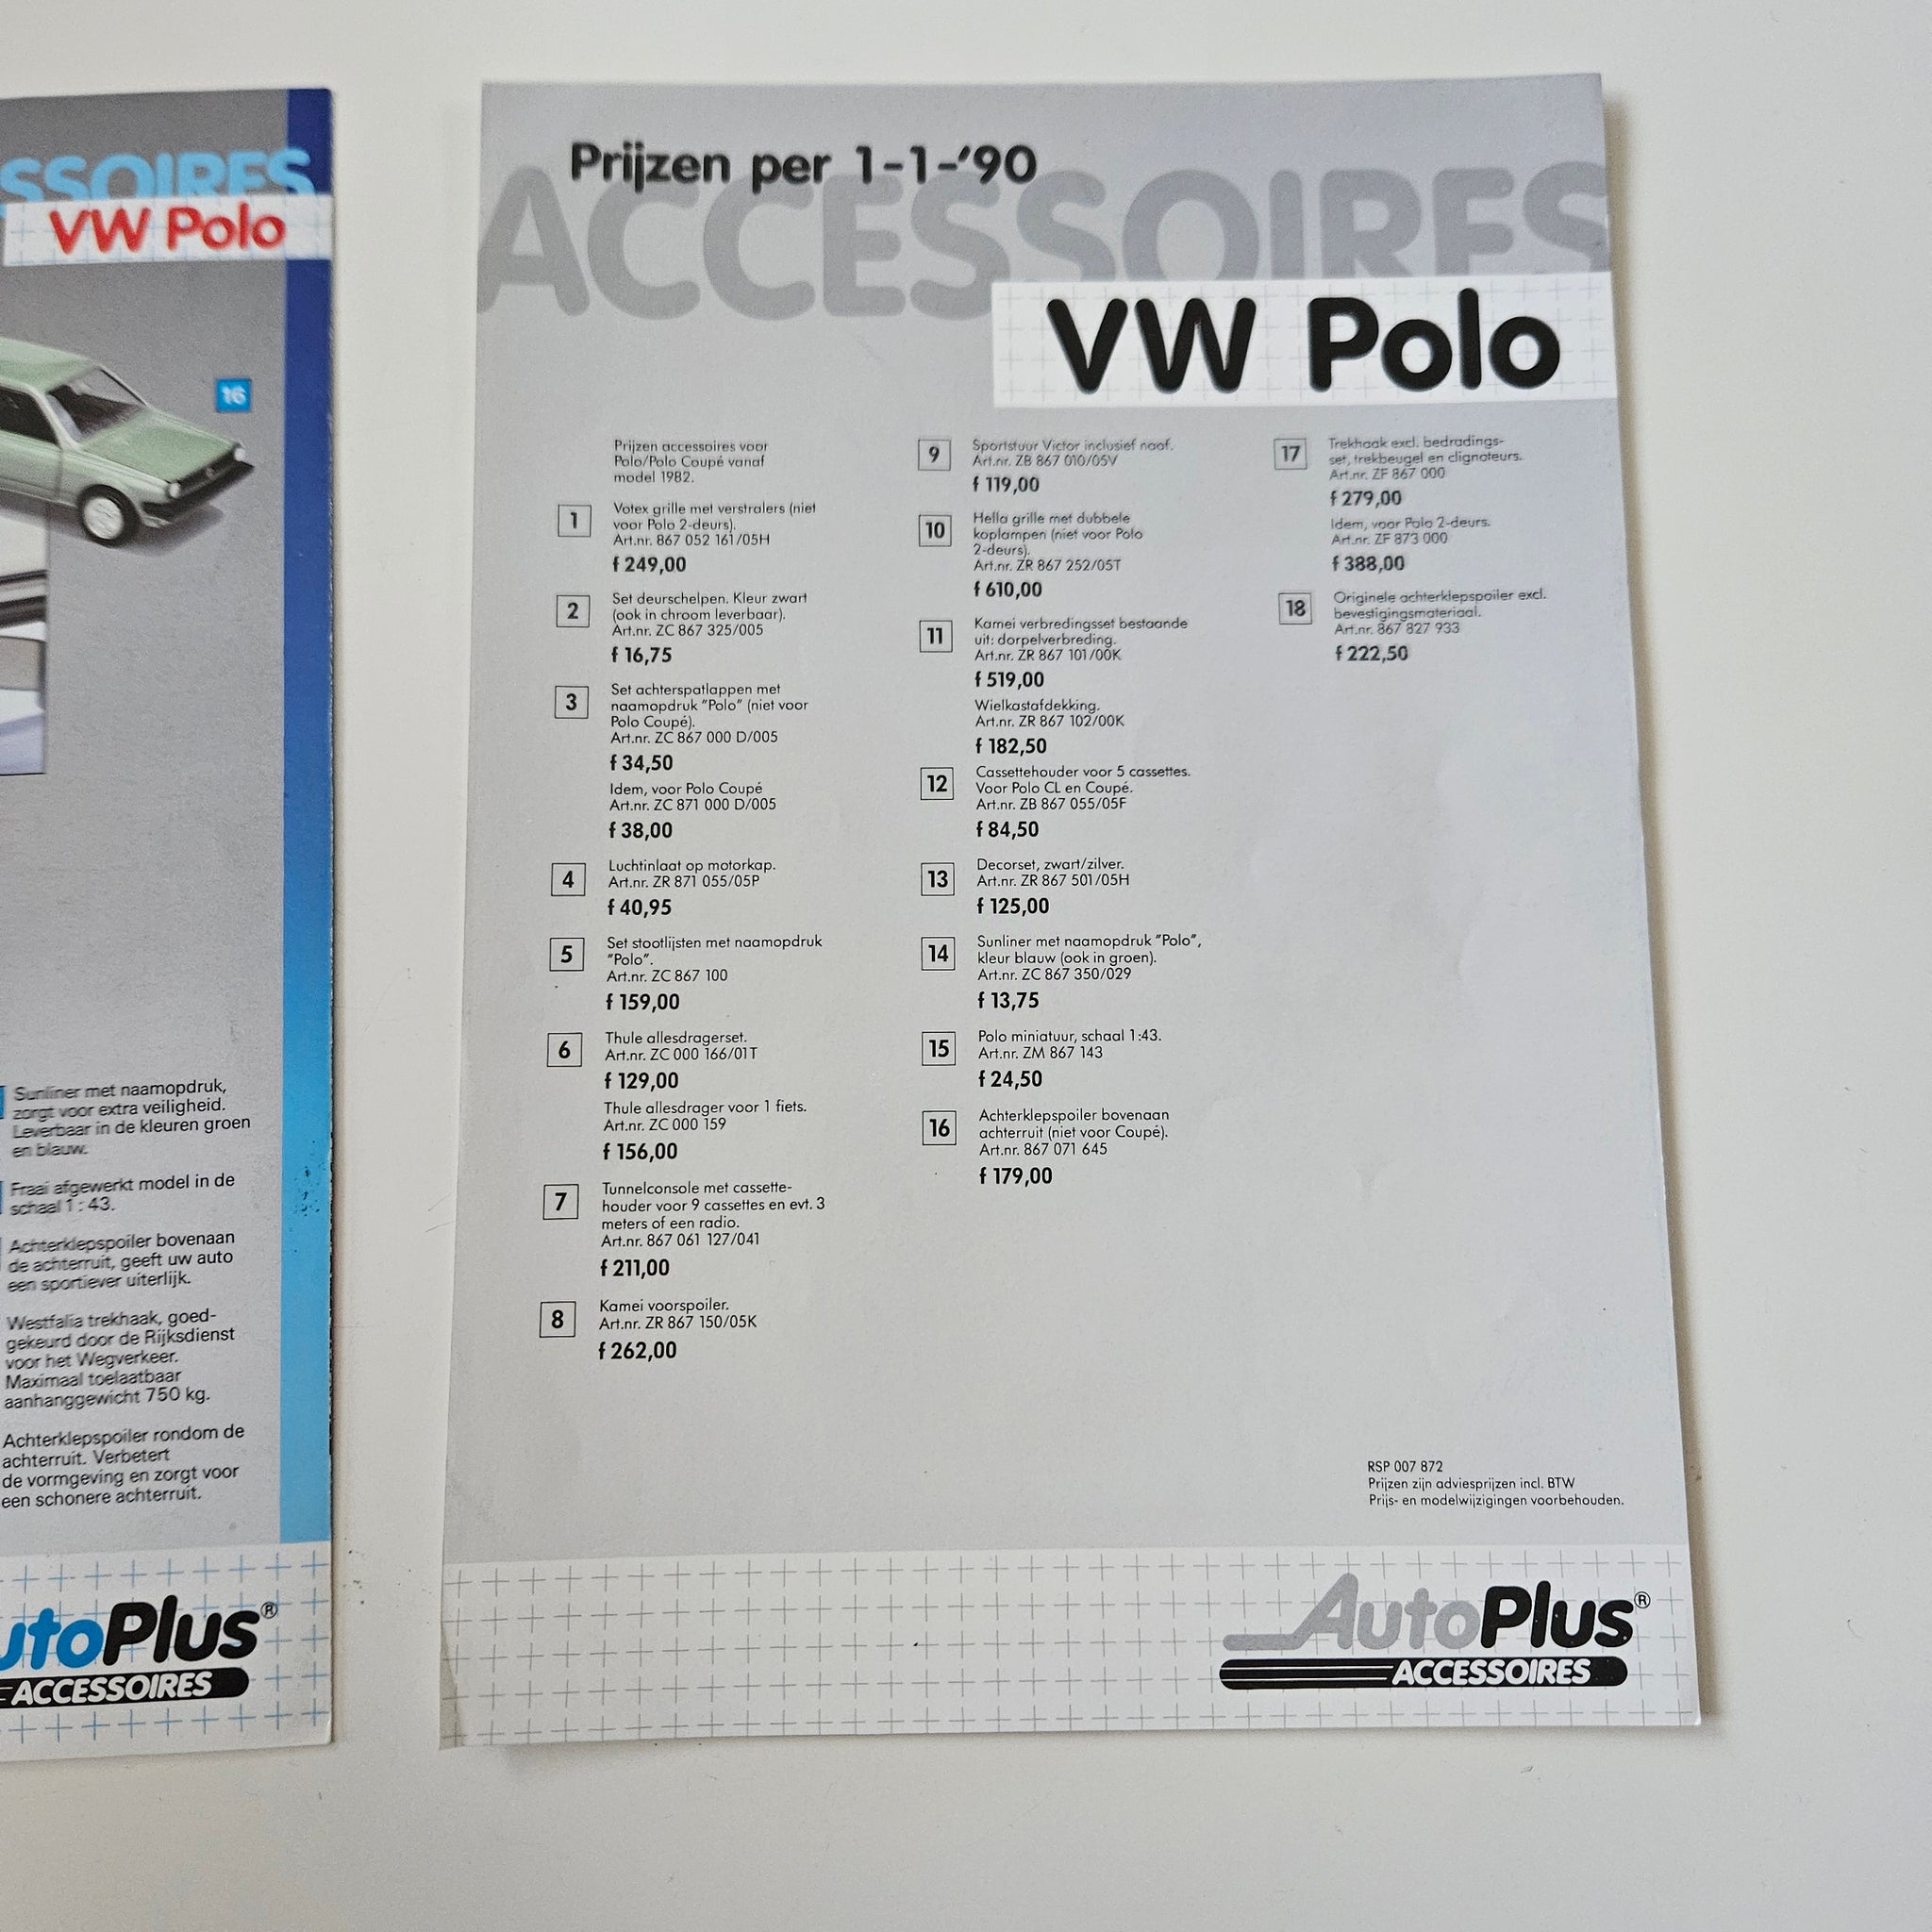 SSOIRES
VW Polo
16
Sunliner met naamopdruk,
zorgt voor extra veiligheid.
Leverbaar in de kleuren groen
en blauw.
Fraai afgewerkt model in de
schaal 1 : 43.
Achterklepspoiler bovenaan
de achterruit, geeft uw auto
een sportiever uiterlijk.
Westfalia trekhaak, goed-
gekeurd door de Rijksdienst
voor het Wegverkeer.
Maximaal toelaatbaar
aanhanggewicht 750 kg.
Achterklepspoiler rondom de
achterruit. Verbetert
de vormgeving en zorgt voor
een schonere achterruit.
utoPlus®
ACCESSOIRES
Prijzen per 1-1-'90
ACCESSOIRES
VW Polo
Prijzen accessoires voor
Polo/Polo Coupé vanaf
model 1982.
1
Votex grille met verstralers (niet
voor Polo 2-deurs).
Art.nr. 867 052 161/05H
f 249,00
2
Set deurschelpen. Kleur zwart
(ook in chroom leverbaar).
Art.nr. ZC 867 325/005
f 16,75
3
Set achterspatlappen met
naamopdruk "Polo" (niet voor
Polo Coupé).
Art.nr. ZC 867 000 D/005
f 34,50
Idem, voor Polo Coupé
Art.nr. ZC 871 000 D/005
f 38,00
4
Luchtinlaat op motorkap.
Art.nr. ZR 871 055/05P
f 40,95
5
Set stootlijsten met naamopdruk
"Polo".
Art.nr. ZC 867 100
f 159,00
6
Thule allesdragerset.
Art.nr. ZC 000 166/01T
f 129,00
Thule allesdrager voor 1 fiets.
Art.nr. ZC 000 159
f 156,00
7
Tunnelconsole met cassette-
houder voor 9 cassettes en evt. 3
meters of een radio.
Art.nr. 867 061 127/041
f 211,00
8
Kamei voorspoiler.
Art.nr. ZR 867 150/05K
f 262,00
9
Sportstuur Victor inclusief naaf.
Art.nr. ZB 867 010/05V
f 119,00
10
Hella grille met dubbele
koplampen (niet voor Polo
2-deurs).
Art.nr. ZR 867 252/05T
f 610,00
11
Kamei verbredingsset bestaande
uit: dorpelverbreding.
Art.nr. ZR 867 101/00K
f 519,00
Wielkastafdekking.
Art.nr. ZR 867 102/00K
f 182,50
12
Cassettehouder voor 5 cassettes.
Voor Polo CL en Coupé.
Art.nr. ZB 867 055/05F
f 84,50
13
Decorset, zwart/zilver.
Art.nr. ZR 867 501/05H
f 125,00
14
Sunliner met naamopdruk "Polo",
kleur blauw (ook in groen).
Art.nr. ZC 867 350/029
f 13,75
15
Polo miniatuur, schaal 1:43.
Art.nr. ZM 867 143
f 24,50
16
Achterklepspoiler bovenaan
achterruit (niet voor Coupé).
Art.nr. 867 071 645
f 179,00
17
Trekhaak excl. bedradings-
set, trekbeugel en clignoteurs.
Art.nr. ZF 867 000
f 279,00
Idem, voor Polo 2-deurs.
Art.nr. ZF 873 000
f 388,00
18
Originele achterklepspoiler excl.
bevestigingsmateriaal.
Art.nr. 867 827 933
f 222,50
RSP 007 872
Prijzen zijn adviesprijzen incl. BTW
Prijs- en modelwijzigingen voorbehouden.
AutoPlus®
ACCESSOIRES